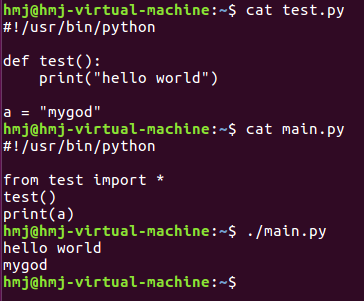 hmj@hmj-virtual-machine:~$ cat test.py
#!/usr/bin/python
def test():
    print("hello world")
a = "mygod"
hmj@hmj-virtual-machine:~$ cat main.py
#!/usr/bin/python
from test import *
test()
print(a)
hmj@hmj-virtual-machine:~$ ./main.py
hello world
mygod
hmj@hmj-virtual-machine:~$